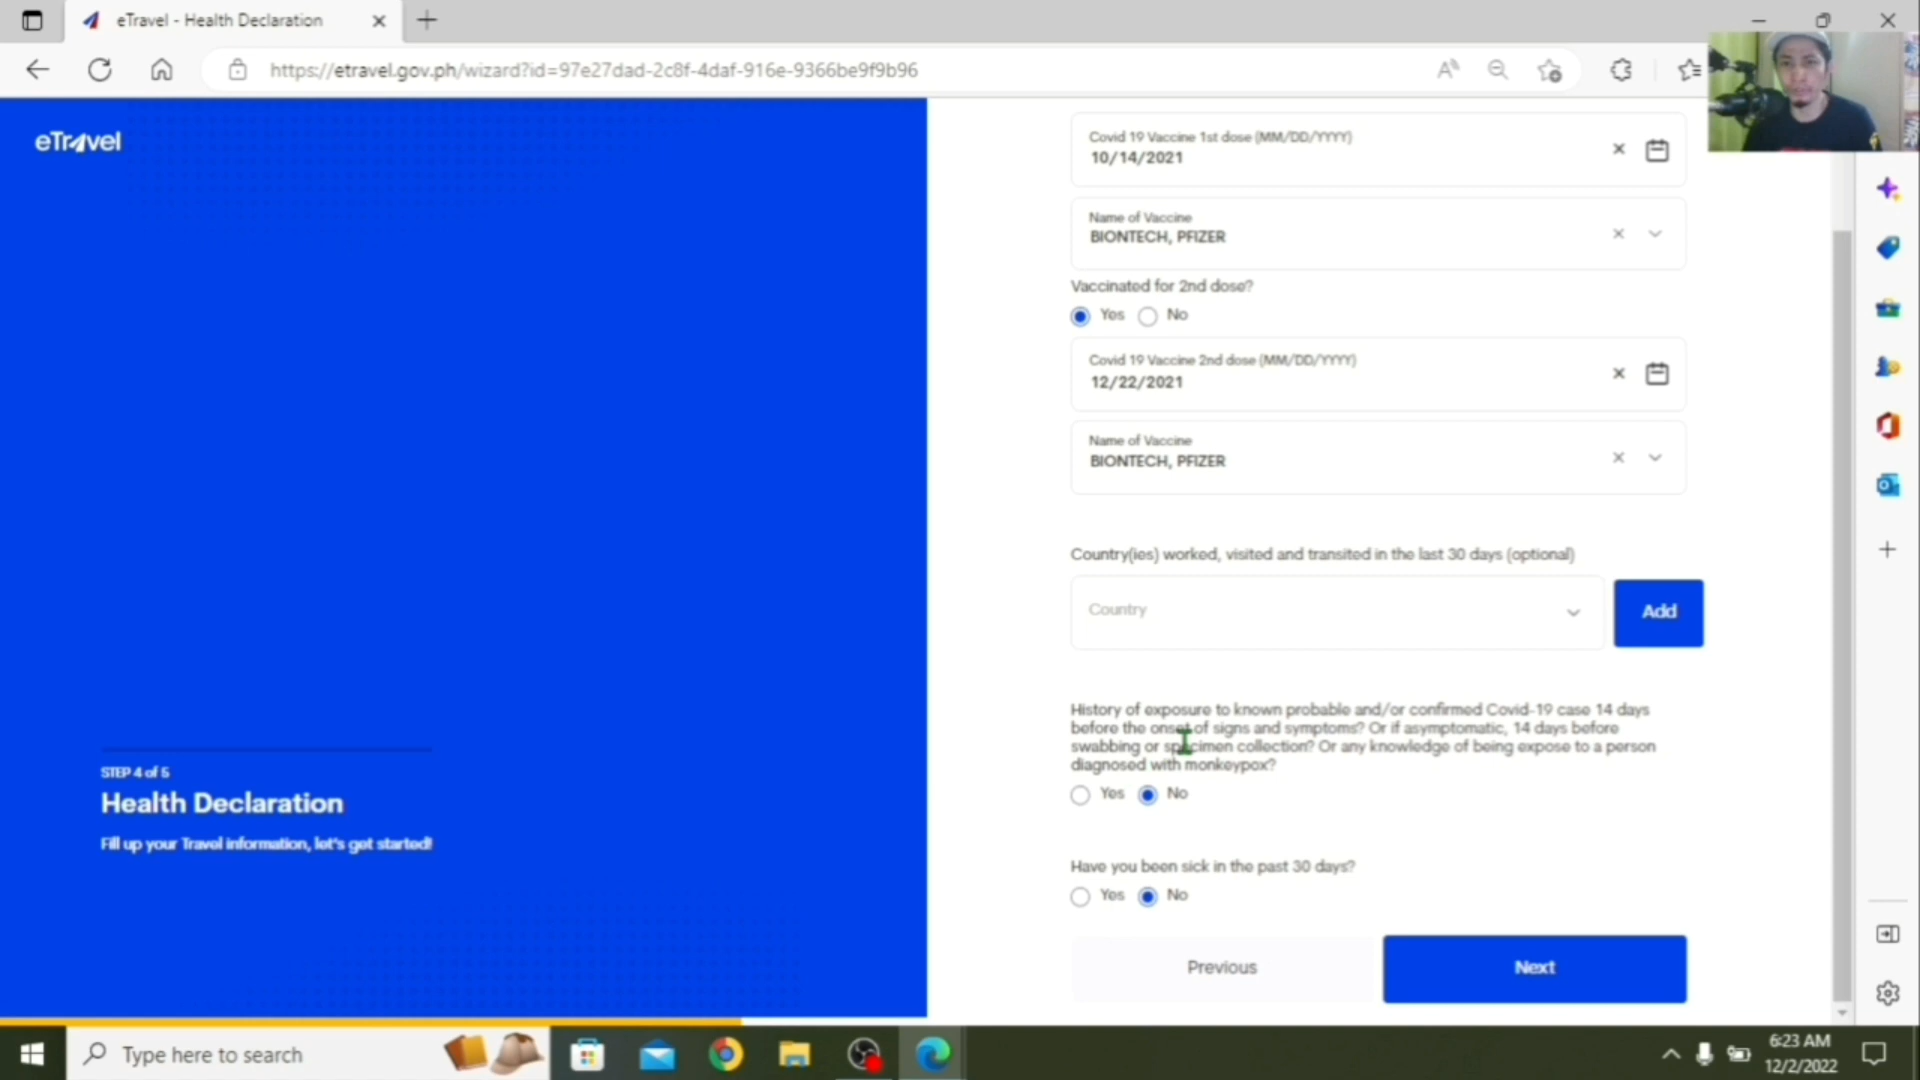 eTravel - Health Declaration
https://etravel.gov.ph/wizard?id=97e27dad-2c8f-4daf-916e-9366be9f9b96
eTravel
Covid 19 Vaccine 1st dose (MM/DD/YYYY)
10/14/2021
Name of Vaccine
BIONTECH, PFIZER
Vaccinated for 2nd dose?
Yes No
Covid 19 Vaccine 2nd dose (MM/DD/YYYY)
12/22/2021
Name of Vaccine
BIONTECH, PFIZER
Country(ies) worked, visited and transited in the last 30 days (optional)
Country
Add
History of exposure to known probable and/or confirmed Covid-19 case 14 days
before the onset of signs and symptoms? Or if asymptomatic, 14 days before
swabbing or specimen collection? Or any knowledge of being expose to a person
diagnosed with monkeypox?
Yes No
Have you been sick in the past 30 days?
Yes No
Previous
Next
STEP 4 of 5
Health Declaration
Fill up your Travel information, let's get started!
Type here to search
6:23 AM
12/2/2022